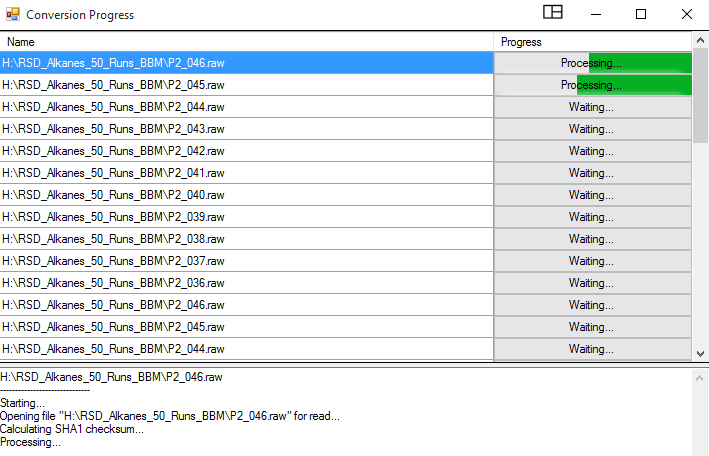 Conversion Progress
Name Progress
H:\RSD_Alkanes_50_Runs_BBM\P2_046.raw Processing...
H:\RSD_Alkanes_50_Runs_BBM\P2_045.raw Processing...
H:\RSD_Alkanes_50_Runs_BBM\P2_044.raw Waiting...
H:\RSD_Alkanes_50_Runs_BBM\P2_043.raw Waiting...
H:\RSD_Alkanes_50_Runs_BBM\P2_042.raw Waiting...
H:\RSD_Alkanes_50_Runs_BBM\P2_041.raw Waiting...
H:\RSD_Alkanes_50_Runs_BBM\P2_040.raw Waiting...
H:\RSD_Alkanes_50_Runs_BBM\P2_039.raw Waiting...
H:\RSD_Alkanes_50_Runs_BBM\P2_038.raw Waiting...
H:\RSD_Alkanes_50_Runs_BBM\P2_037.raw Waiting...
H:\RSD_Alkanes_50_Runs_BBM\P2_036.raw Waiting...
H:\RSD_Alkanes_50_Runs_BBM\P2_046.raw Waiting...
H:\RSD_Alkanes_50_Runs_BBM\P2_045.raw Waiting...
H:\RSD_Alkanes_50_Runs_BBM\P2_044.raw Waiting...
H:\RSD_Alkanes_50_Runs_BBM\P2_046.raw
------------------------------
Starting...
Opening file "H:\RSD_Alkanes_50_Runs_BBM\P2_046.raw" for read...
Calculating SHA1 checksum...
Processing...